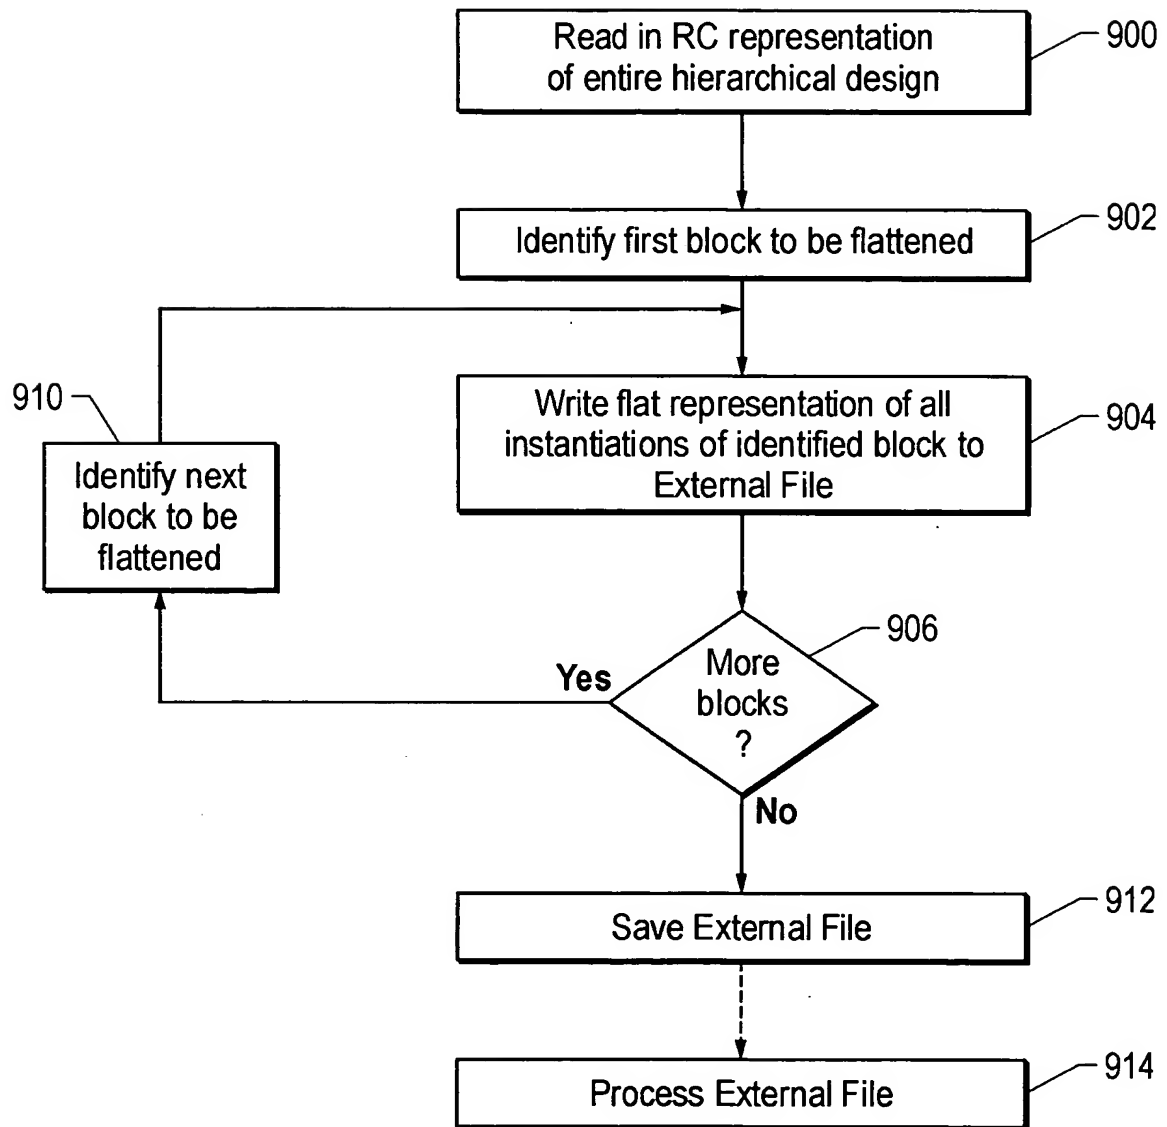 Read in RC representation
of entire hierarchical design
900
Identify first block to be flattened
902
Write flat representation of all
instantiations of identified block to
External File
904
910
Identify next
block to be
flattened
More
blocks
?
906
Yes
No
Save External File
912
Process External File
914